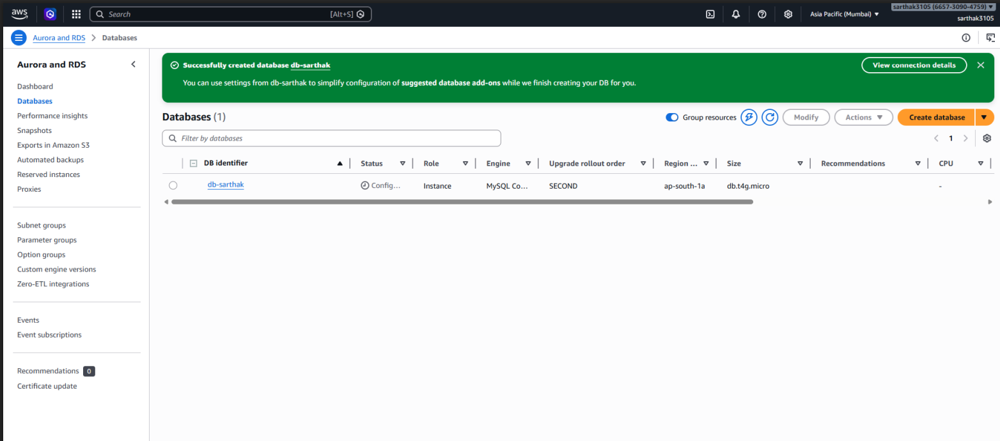 aws
Search [Alt+S]
Asia Pacific (Mumbai)
sarthak3105 (6657-3090-4759)
sarthak3105
Aurora and RDS
Databases
Aurora and RDS
Dashboard
Databases
Performance insights
Snapshots
Exports in Amazon S3
Automated backups
Reserved instances
Proxies
Subnet groups
Parameter groups
Option groups
Custom engine versions
Zero-ETL integrations
Events
Event subscriptions
Recommendations 0
Certificate update
Successfully created database db-sarthak
View connection details
You can use settings from db-sarthak to simplify configuration of suggested database add-ons while we finish creating your DB for you.
Databases (1)
Group resources
Modify
Actions
Create database
Filter by databases
1
DB identifier Status Role Engine Upgrade rollout order Region ... Size Recommendations CPU
db-sarthak Config... Instance MySQL Co... SECOND ap-south-1a db.t4g.micro -